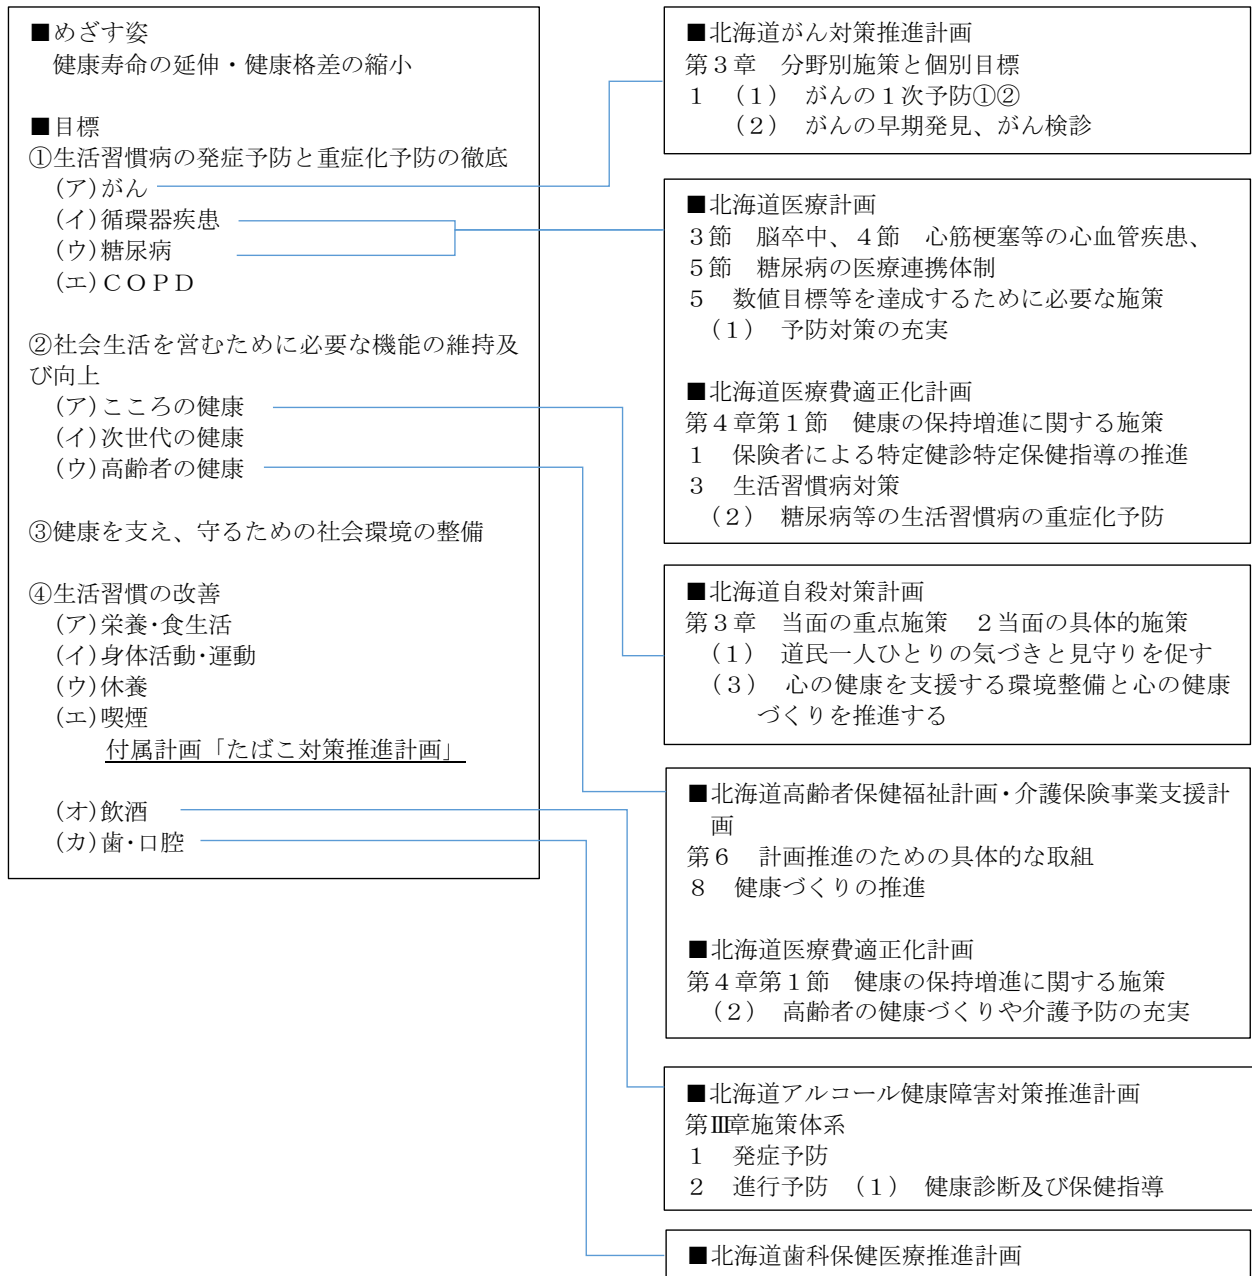 ■めざす姿
健康寿命の延伸・健康格差の縮小
■目標
①生活習慣病の発症予防と重症化予防の徹底
(ア)がん
(イ)循環器疾患
(ウ)糖尿病
(エ)ＣＯＰＤ
②社会生活を営むために必要な機能の維持及
び向上
(ア)こころの健康
(イ)次世代の健康
(ウ)高齢者の健康
③健康を支え、守るための社会環境の整備
④生活習慣の改善
(ア)栄養・食生活
(イ)身体活動・運動
(ウ)休養
(エ)喫煙
付属計画「たばこ対策推進計画」
(オ)飲酒
(カ)歯・口腔
■北海道がん対策推進計画
第３章　分野別施策と個別目標
１　（１）　がんの１次予防①②
（２）　がんの早期発見、がん検診
■北海道医療計画
３節　脳卒中、４節　心筋梗塞等の心血管疾患、
５節　糖尿病の医療連携体制
５　数値目標等を達成するために必要な施策
（１）　予防対策の充実
■北海道医療費適正化計画
第４章第１節　健康の保持増進に関する施策
１　保険者による特定健診特定保健指導の推進
３　生活習慣病対策
（２）　糖尿病等の生活習慣病の重症化予防
■北海道自殺対策計画
第３章　当面の重点施策　２当面の具体的施策
（１）　道民一人ひとりの気づきと見守りを促す
（３）　心の健康を支援する環境整備と心の健康
づくりを推進する
■北海道高齢者保健福祉計画・介護保険事業支援計
画
第６　計画推進のための具体的な取組
８　健康づくりの推進
■北海道医療費適正化計画
第４章第１節　健康の保持増進に関する施策
（２）　高齢者の健康づくりや介護予防の充実
■北海道アルコール健康障害対策推進計画
第Ⅲ章施策体系
１　発症予防
２　進行予防　（１）　健康診断及び保健指導
■北海道歯科保健医療推進計画